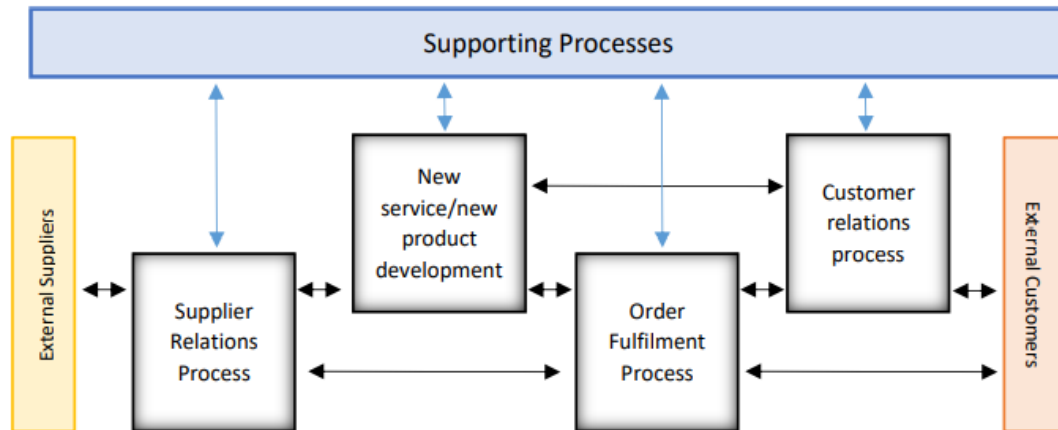 Supporting Processes
External Suppliers
Supplier
Relations
Process
New
service/new
product
development
Order
Fulfilment
Process
Customer
relations
process
External Customers